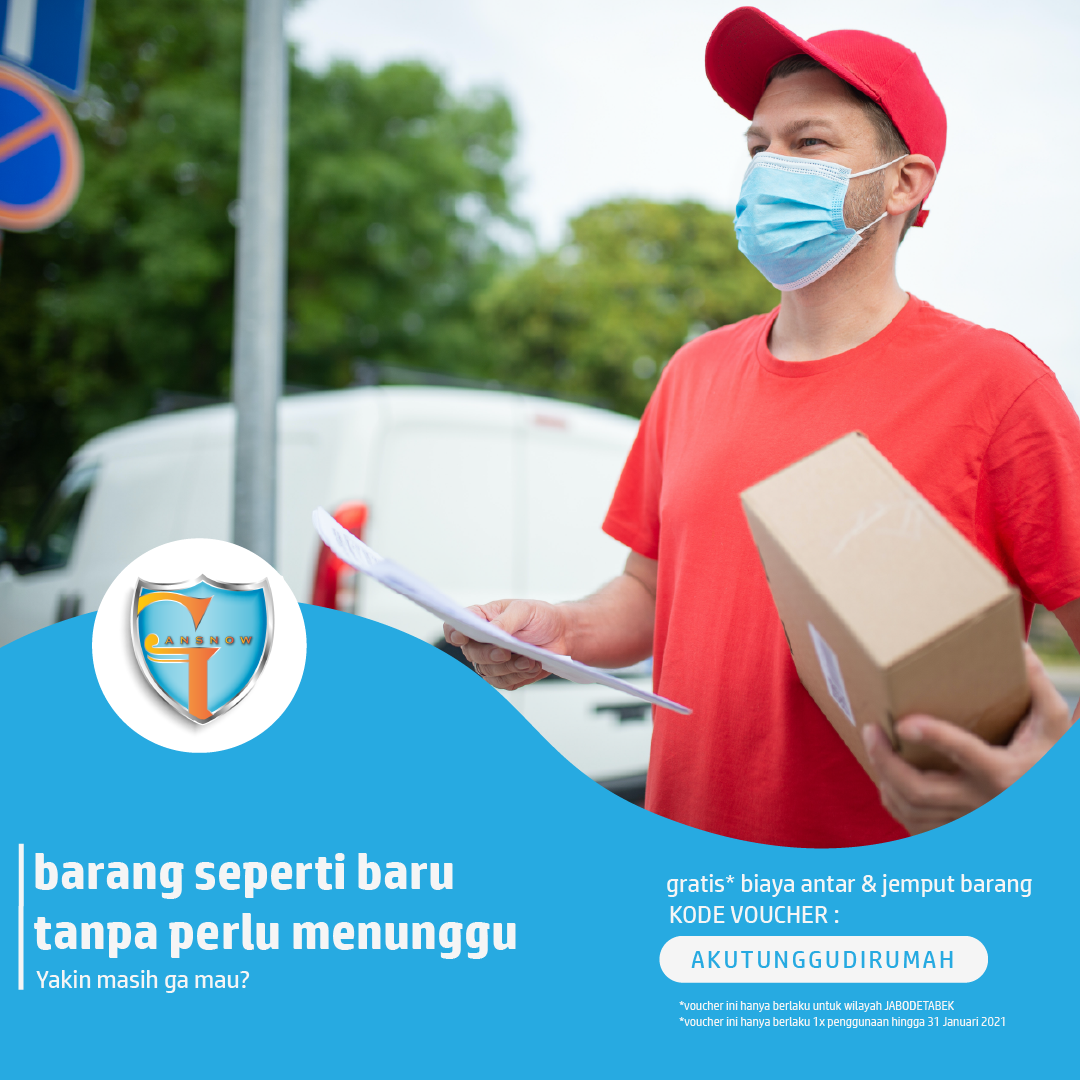 GANSNOW
barang seperti baru
tanpa perlu menunggu
Yakin masih ga mau?
gratis* biaya antar & jemput barang
KODE VOUCHER :
AKUTUNGGUDIRUMAH
*voucher ini hanya berlaku untuk wilayah JABODETABEK
*voucher ini hanya berlaku 1x penggunaan hingga 31 Januari 2021